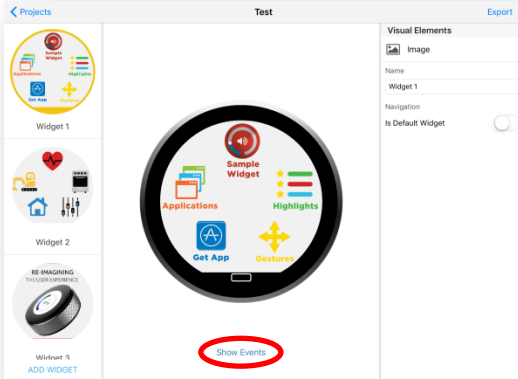 Projects
Test
Export
Sample
Widget
Applications
Highlights
Get App
Gestures
Widget 1
Widget 2
RE-IMAGINING
THE USER EXPERIENCE
Widget 3
ADD WIDGET
Sample
Widget
Applications
Highlights
Get App
Gestures
Show Events
Visual Elements
Image
Name
Widget 1
Navigation
Is Default Widget